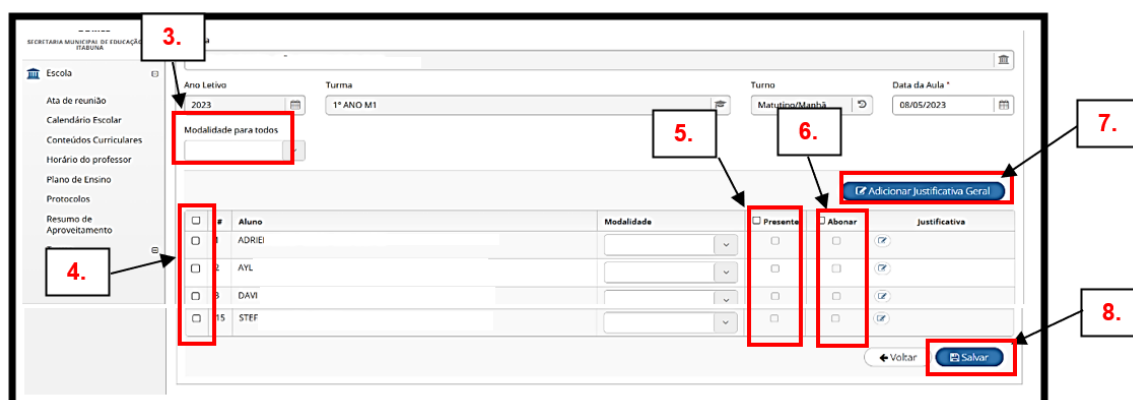 3.
SECRETARIA MUNICIPAL DE EDUCAÇÃO
ITABUNA
Escola
Ano Letivo Turma Turno Data da Aula *
2023 1º ANO M1 Matutino/Manhã 08/05/2023
Ata de reunião
Calendário Escolar
Conteúdos Curriculares
Horário do professor
Plano de Ensino
Protocolos
Resumo de
Aproveitamento
Modalidade para todos
5.
6.
7.
Adicionar Justificativa Geral
# Aluno Modalidade Presente Abonar Justificativa
1 ADRIEI
4.
2 AYL
3 DAVI
15 STEF
8.
Voltar Salvar